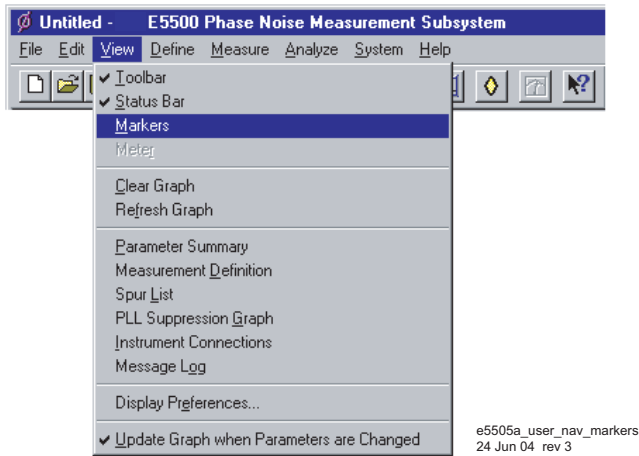 Untitled - E5500 Phase Noise Measurement Subsystem
File Edit View Define Measure Analyze System Help
Toolbar
Status Bar
Markers
Meter
Clear Graph
Refresh Graph
Parameter Summary
Measurement Definition
Spur List
PLL Suppression Graph
Instrument Connections
Message Log
Display Preferences...
Update Graph when Parameters are Changed
e5505a_user_nav_markers
24 Jun 04 rev 3